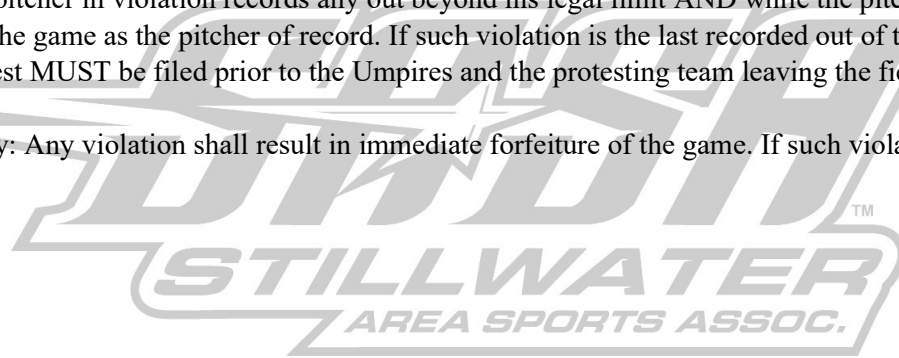 pitcher in violation records any out beyond his legal limit AND while the pitc
he game as the pitcher of record. If such violation is the last recorded out of t
est MUST be filed prior to the Umpires and the protesting team leaving the fie
y: Any violation shall result in immediate forfeiture of the game. If such viola
TM
STILLWATER
AREA SPORTS ASSOC.